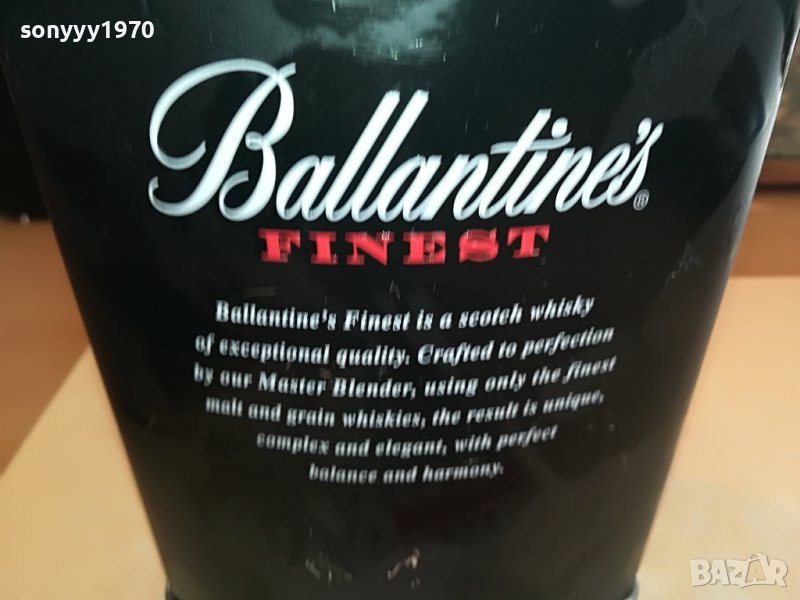 sonyyy1970
Ballantine's®
FINEST
Ballantine's Finest is a scotch whisky
of exceptional quality. Crafted to perfection
by our Master Blender, using only the finest
malt and grain whiskies, the result is unique,
complex and elegant, with perfect
balance and harmony.
BAZAR